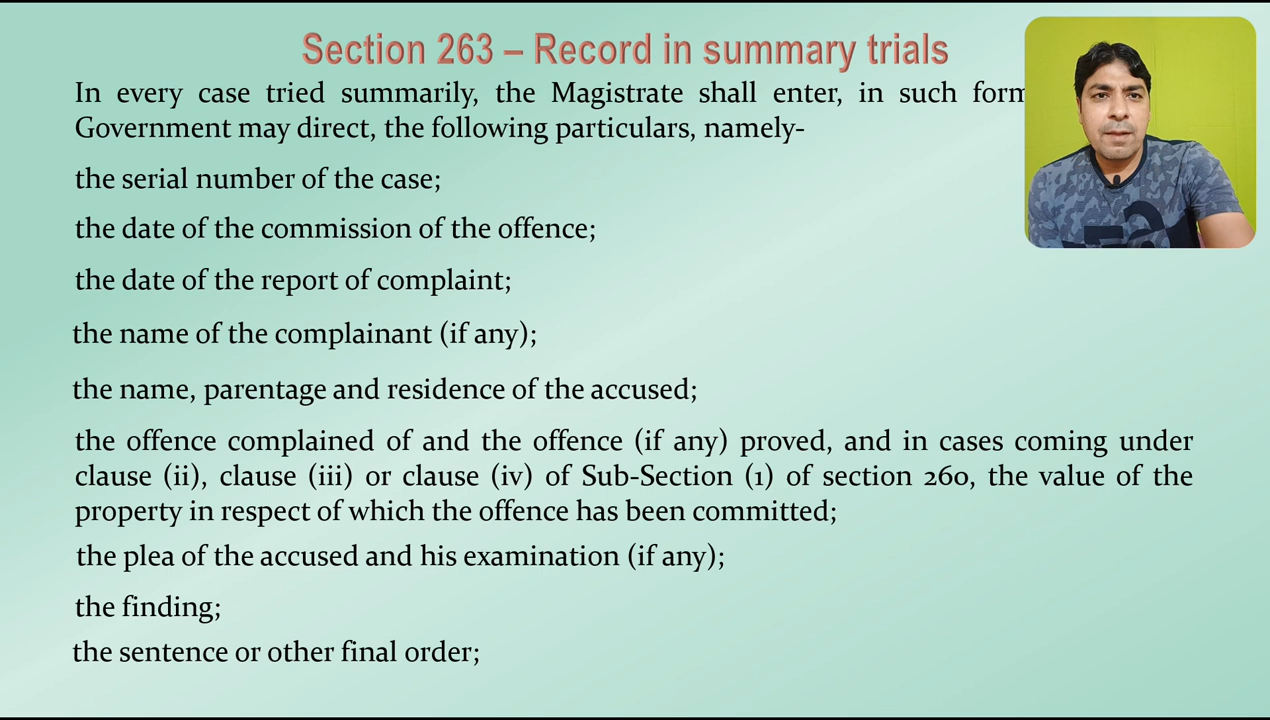 Section 263 – Record in summary trials
In every case tried summarily, the Magistrate shall enter, in such form
Government may direct, the following particulars, namely-
the serial number of the case;
the date of the commission of the offence;
the date of the report of complaint;
the name of the complainant (if any);
the name, parentage and residence of the accused;
the offence complained of and the offence (if any) proved, and in cases coming under
clause (ii), clause (iii) or clause (iv) of Sub-Section (1) of section 260, the value of the
property in respect of which the offence has been committed;
the plea of the accused and his examination (if any);
the finding;
the sentence or other final order;